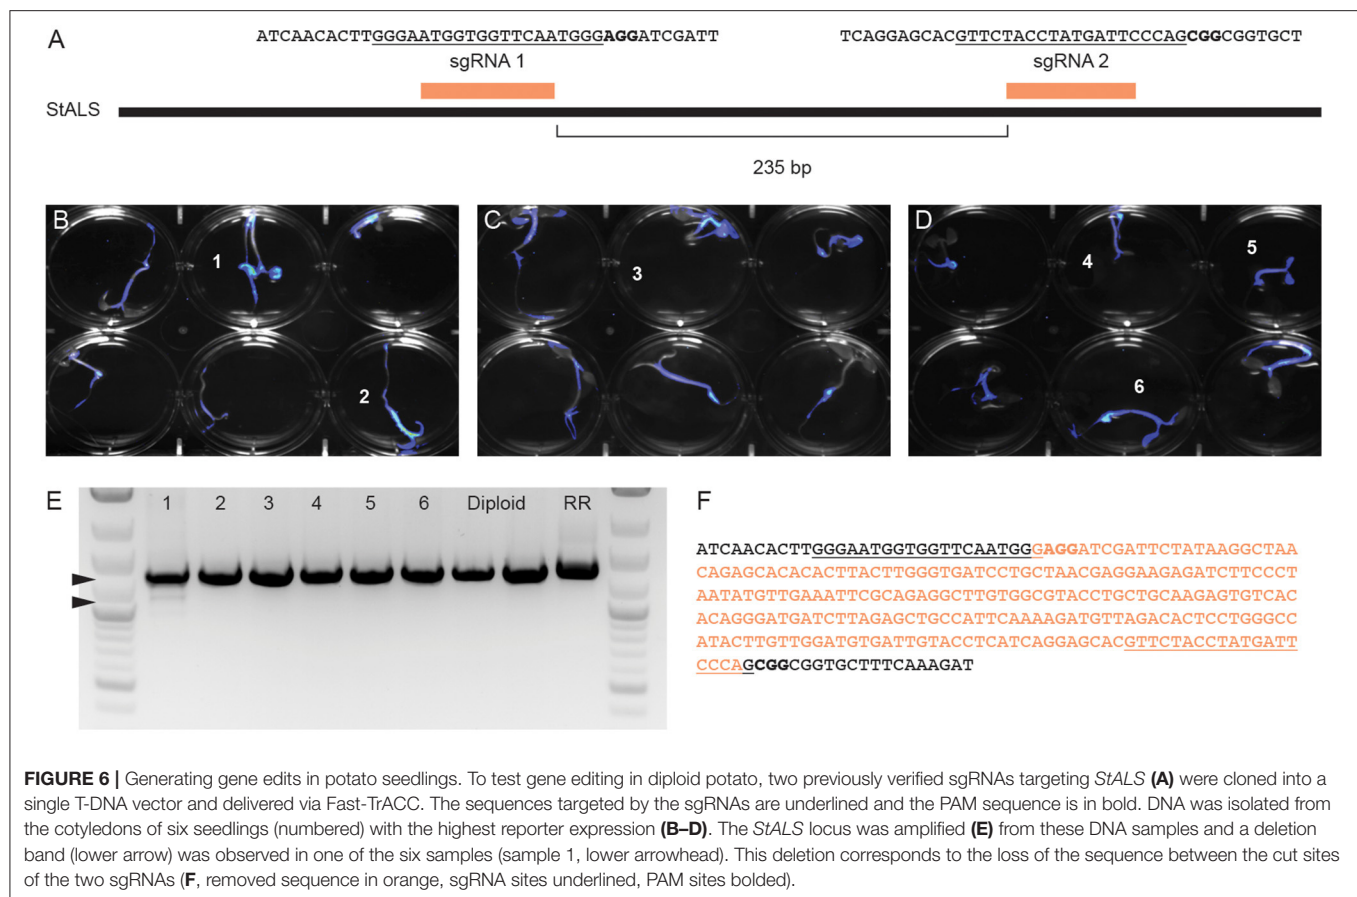 A
ATCAACACTTGGGAATGGTGGTTCAATGGGAGGATCGATT
TCAGGAGCACGTTCTACCTATGATTCCCAGCGGCGGTGCT
sgRNA 1
sgRNA 2
StALS
235 bp
B
1
2
C
3
D
4
5
6
E
1 2 3 4 5 6 Diploid RR
F
ATCAACACTTGGGAATGGTGGTTCAATGGGAGGATCGATTCTATAAGGCTAA
CAGAGCACACACTTACTTGGGTGATCCTGCTAACGAGGAAGAGATCTTCCCT
AATATGTTGAAATTCGCAGAGGCTTGTGGCGTACCTGCTGCAAGAGTGTCAC
ACAGGGATGATCTTAGAGCTGCCATTCAAAAGATGTTAGACACTCCTGGGCC
ATACTTGTTGGATGTGATTGTACCTCATCAGGAGCACGTTCTACCTATGATT
CCCAGCGGCGGTGCTTTCAAAGAT
FIGURE 6 | Generating gene edits in potato seedlings. To test gene editing in diploid potato, two previously verified sgRNAs targeting StALS (A) were cloned into a
single T-DNA vector and delivered via Fast-TrACC. The sequences targeted by the sgRNAs are underlined and the PAM sequence is in bold. DNA was isolated from
the cotyledons of six seedlings (numbered) with the highest reporter expression (B–D). The StALS locus was amplified (E) from these DNA samples and a deletion
band (lower arrow) was observed in one of the six samples (sample 1, lower arrowhead). This deletion corresponds to the loss of the sequence between the cut sites
of the two sgRNAs (F, removed sequence in orange, sgRNA sites underlined, PAM sites bolded).